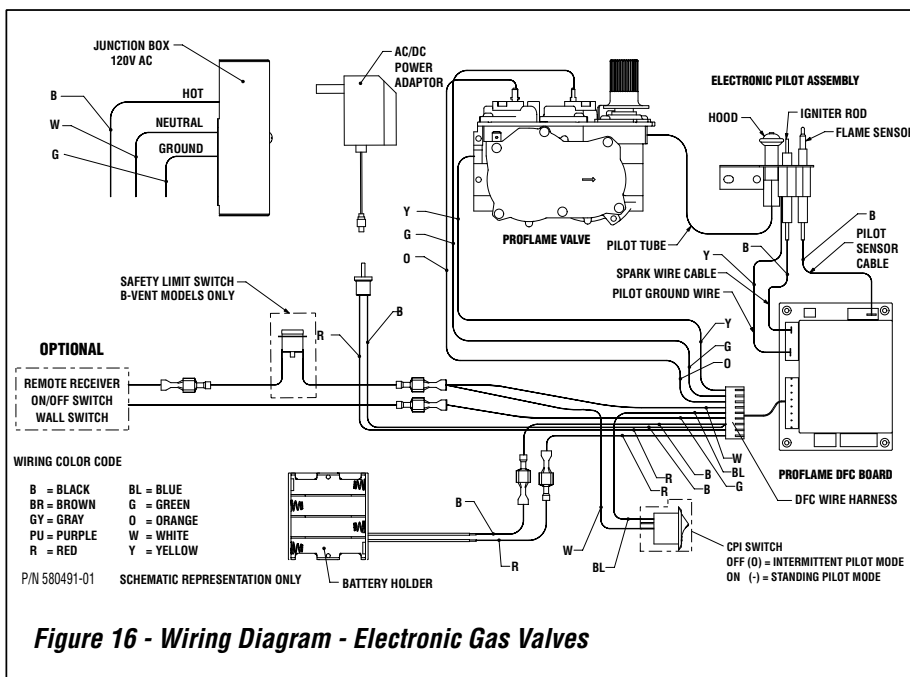 JUNCTION BOX
120V AC
HOT
B
NEUTRAL
W
GROUND
G
AC/DC
POWER
ADAPTOR
ELECTRONIC PILOT ASSEMBLY
HOOD
IGNITER ROD
FLAME SENSOR
Y
G
O
PROFLAME VALVE
PILOT TUBE
B
B
PILOT
SENSOR
CABLE
Y
SPARK WIRE CABLE
PILOT GROUND WIRE
SAFETY LIMIT SWITCH
B-VENT MODELS ONLY
R
B
Y
G
O
OPTIONAL
REMOTE RECEIVER
ON/OFF SWITCH
WALL SWITCH
W
BL
G
B
R
B
R
PROFLAME DFC BOARD
DFC WIRE HARNESS
WIRING COLOR CODE
B = BLACK
BR = BROWN
GY = GRAY
PU = PURPLE
R = RED
BL = BLUE
G = GREEN
O = ORANGE
W = WHITE
Y = YELLOW
P/N 580491-01
SCHEMATIC REPRESENTATION ONLY
BATTERY HOLDER
B
R
W
BL
CPI SWITCH
OFF (O) = INTERMITTENT PILOT MODE
ON (-) = STANDING PILOT MODE
Figure 16 - Wiring Diagram - Electronic Gas Valves